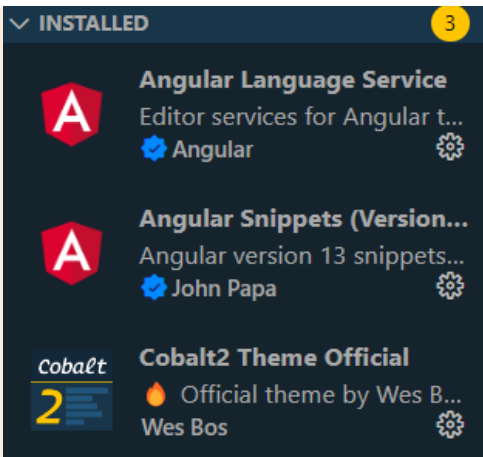 INSTALLED 3
Angular Language Service
Editor services for Angular t...
Angular
Angular Snippets (Version...
Angular version 13 snippets...
John Papa
Cobalt2 Theme Official
🔥 Official theme by Wes B...
Wes Bos
Cobalt
2